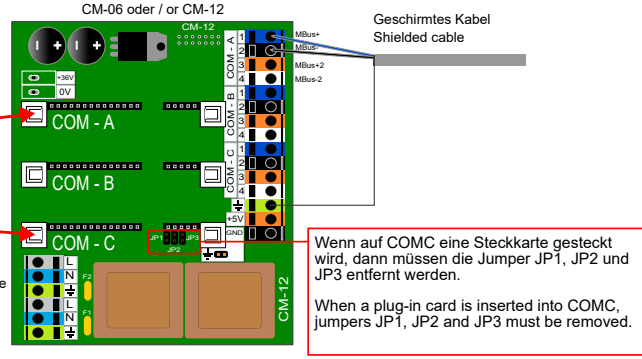 CM-06 oder / or CM-12
Geschirmtes Kabel
Shielded cable
CM-12
+36V
0V
COM - A
COM - B
COM - C
COM - A
1
2
3
4
COM - B
1
2
3
4
COM - C
1
2
3
4
+5V
GND
MBus+
MBus-
MBus+2
MBus-2
JP1
JP3
JP2
L
N
L
N
F2
F1
CM-12
e
Wenn auf COMC eine Steckkarte gesteckt
wird, dann müssen die Jumper JP1, JP2 und
JP3 entfernt werden.
When a plug-in card is inserted into COMC,
jumpers JP1, JP2 and JP3 must be removed.